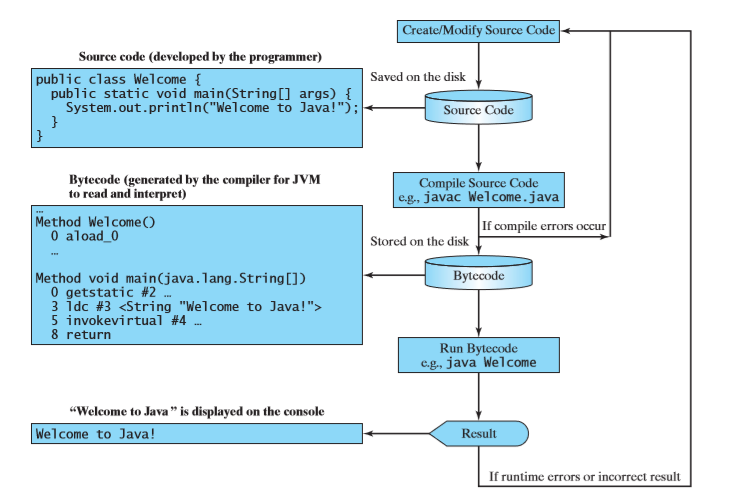 Create/Modify Source Code
Source code (developed by the programmer)
public class Welcome {
  public static void main(String[] args) {
    System.out.println("Welcome to Java!");
  }
}
Saved on the disk
Source Code
Compile Source Code
e.g., javac Welcome.java
If compile errors occur
Bytecode (generated by the compiler for JVM
to read and interpret)
…
Method Welcome()
  0 aload_0
  …
Method void main(java.lang.String[])
  0 getstatic #2 …
  3 ldc #3 <String "Welcome to Java!">
  5 invokevirtual #4 …
  8 return
Stored on the disk
Bytecode
Run Bytecode
e.g., java Welcome
“Welcome to Java” is displayed on the console
Welcome to Java!
Result
If runtime errors or incorrect result